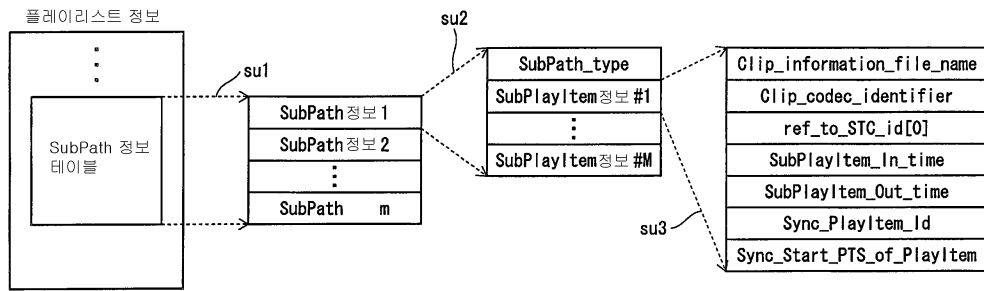 플레이리스트 정보
SubPath 정보
테이블
su1
SubPath정보 1
SubPath정보 2
SubPath m
su2
SubPath_type
SubPlayItem정보 #1
SubPlayItem정보 #M
su3
Clip_information_file_name
Clip_codec_identifier
ref_to_STC_id[0]
SubPlayItem_In_time
SubPlayItem_Out_time
Sync_PlayItem_Id
Sync_Start_PTS_of_PlayItem